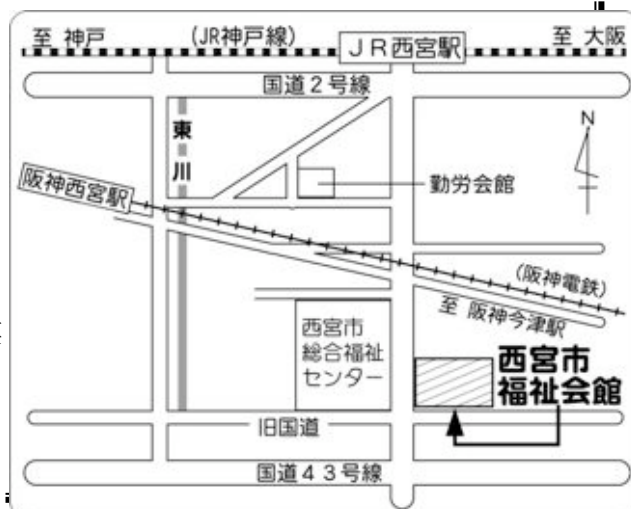 至 神戸
(JR神戸線)
JR西宮駅
至 大阪
国道2号線
N
東川
阪神西宮駅
勤労会館
(阪神電鉄)
至 阪神今津駅
西宮市
総合福祉
センター
西宮市
福祉会館
旧国道
国道43号線